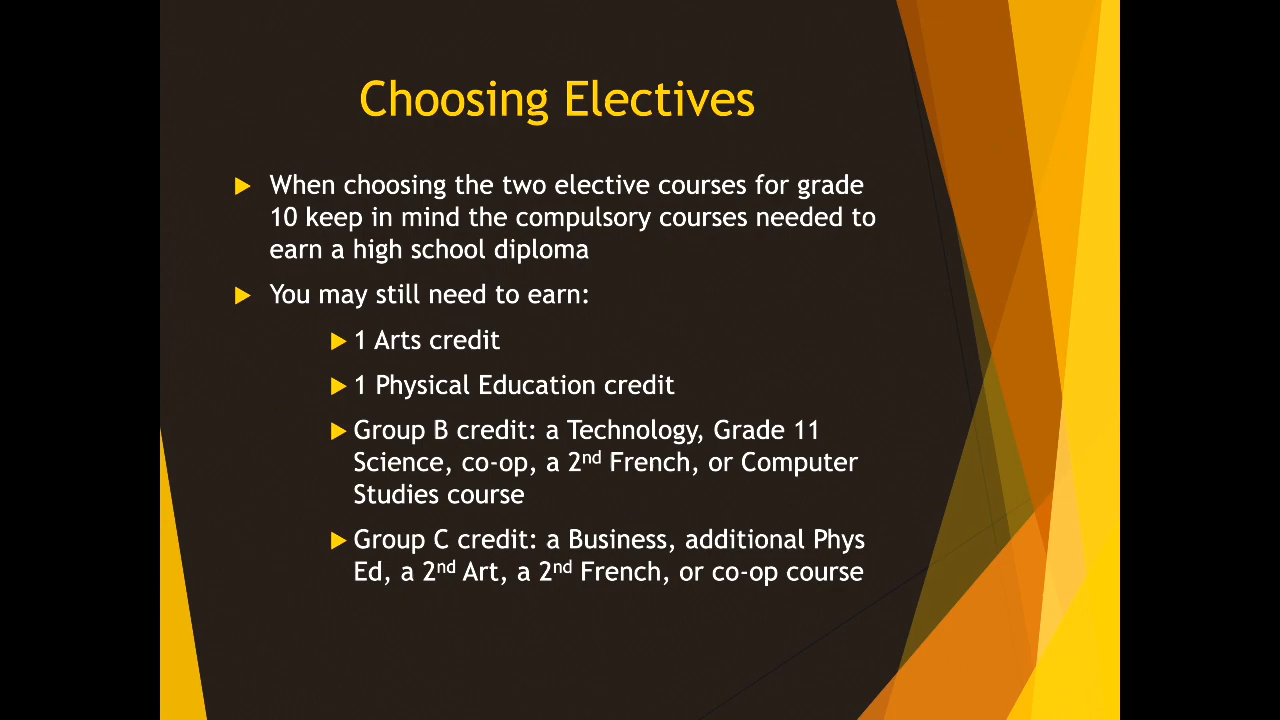 Choosing Electives
When choosing the two elective courses for grade
10 keep in mind the compulsory courses needed to
earn a high school diploma
You may still need to earn:
1 Arts credit
1 Physical Education credit
Group B credit: a Technology, Grade 11
Science, co-op, a 2nd French, or Computer
Studies course
Group C credit: a Business, additional Phys
Ed, a 2nd Art, a 2nd French, or co-op course